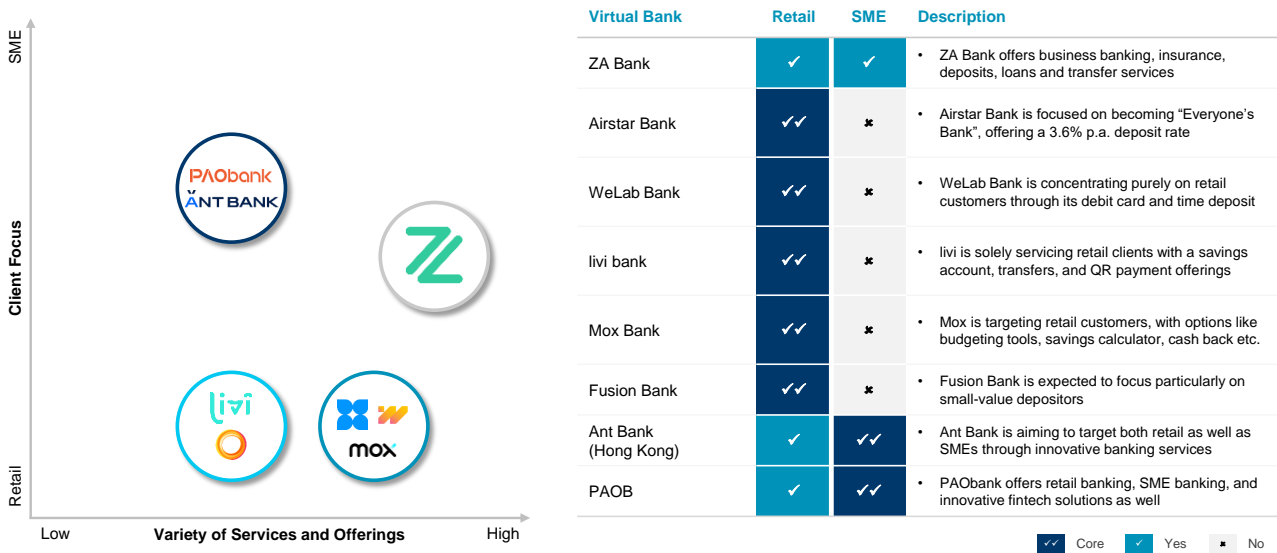 SME
Client Focus
Retail
PAObank
ANT BANK
livi
mox
Low
Variety of Services and Offerings
High
Virtual Bank
Retail
SME
Description
ZA Bank
✓
✓
• ZA Bank offers business banking, insurance,
deposits, loans and transfer services
Airstar Bank
✓✓
✖
• Airstar Bank is focused on becoming “Everyone’s
Bank”, offering a 3.6% p.a. deposit rate
WeLab Bank
✓✓
✖
• WeLab Bank is concentrating purely on retail
customers through its debit card and time deposit
livi bank
✓✓
✖
• livi is solely servicing retail clients with a savings
account, transfers, and QR payment offerings
Mox Bank
✓✓
✖
• Mox is targeting retail customers, with options like
budgeting tools, savings calculator, cash back etc.
Fusion Bank
✓✓
✖
• Fusion Bank is expected to focus particularly on
small-value depositors
Ant Bank
(Hong Kong)
✓
✓✓
• Ant Bank is aiming to target both retail as well as
SMEs through innovative banking services
PAOB
✓
✓✓
• PAObank offers retail banking, SME banking, and
innovative fintech solutions as well
✓✓ Core
✓ Yes
✖ No